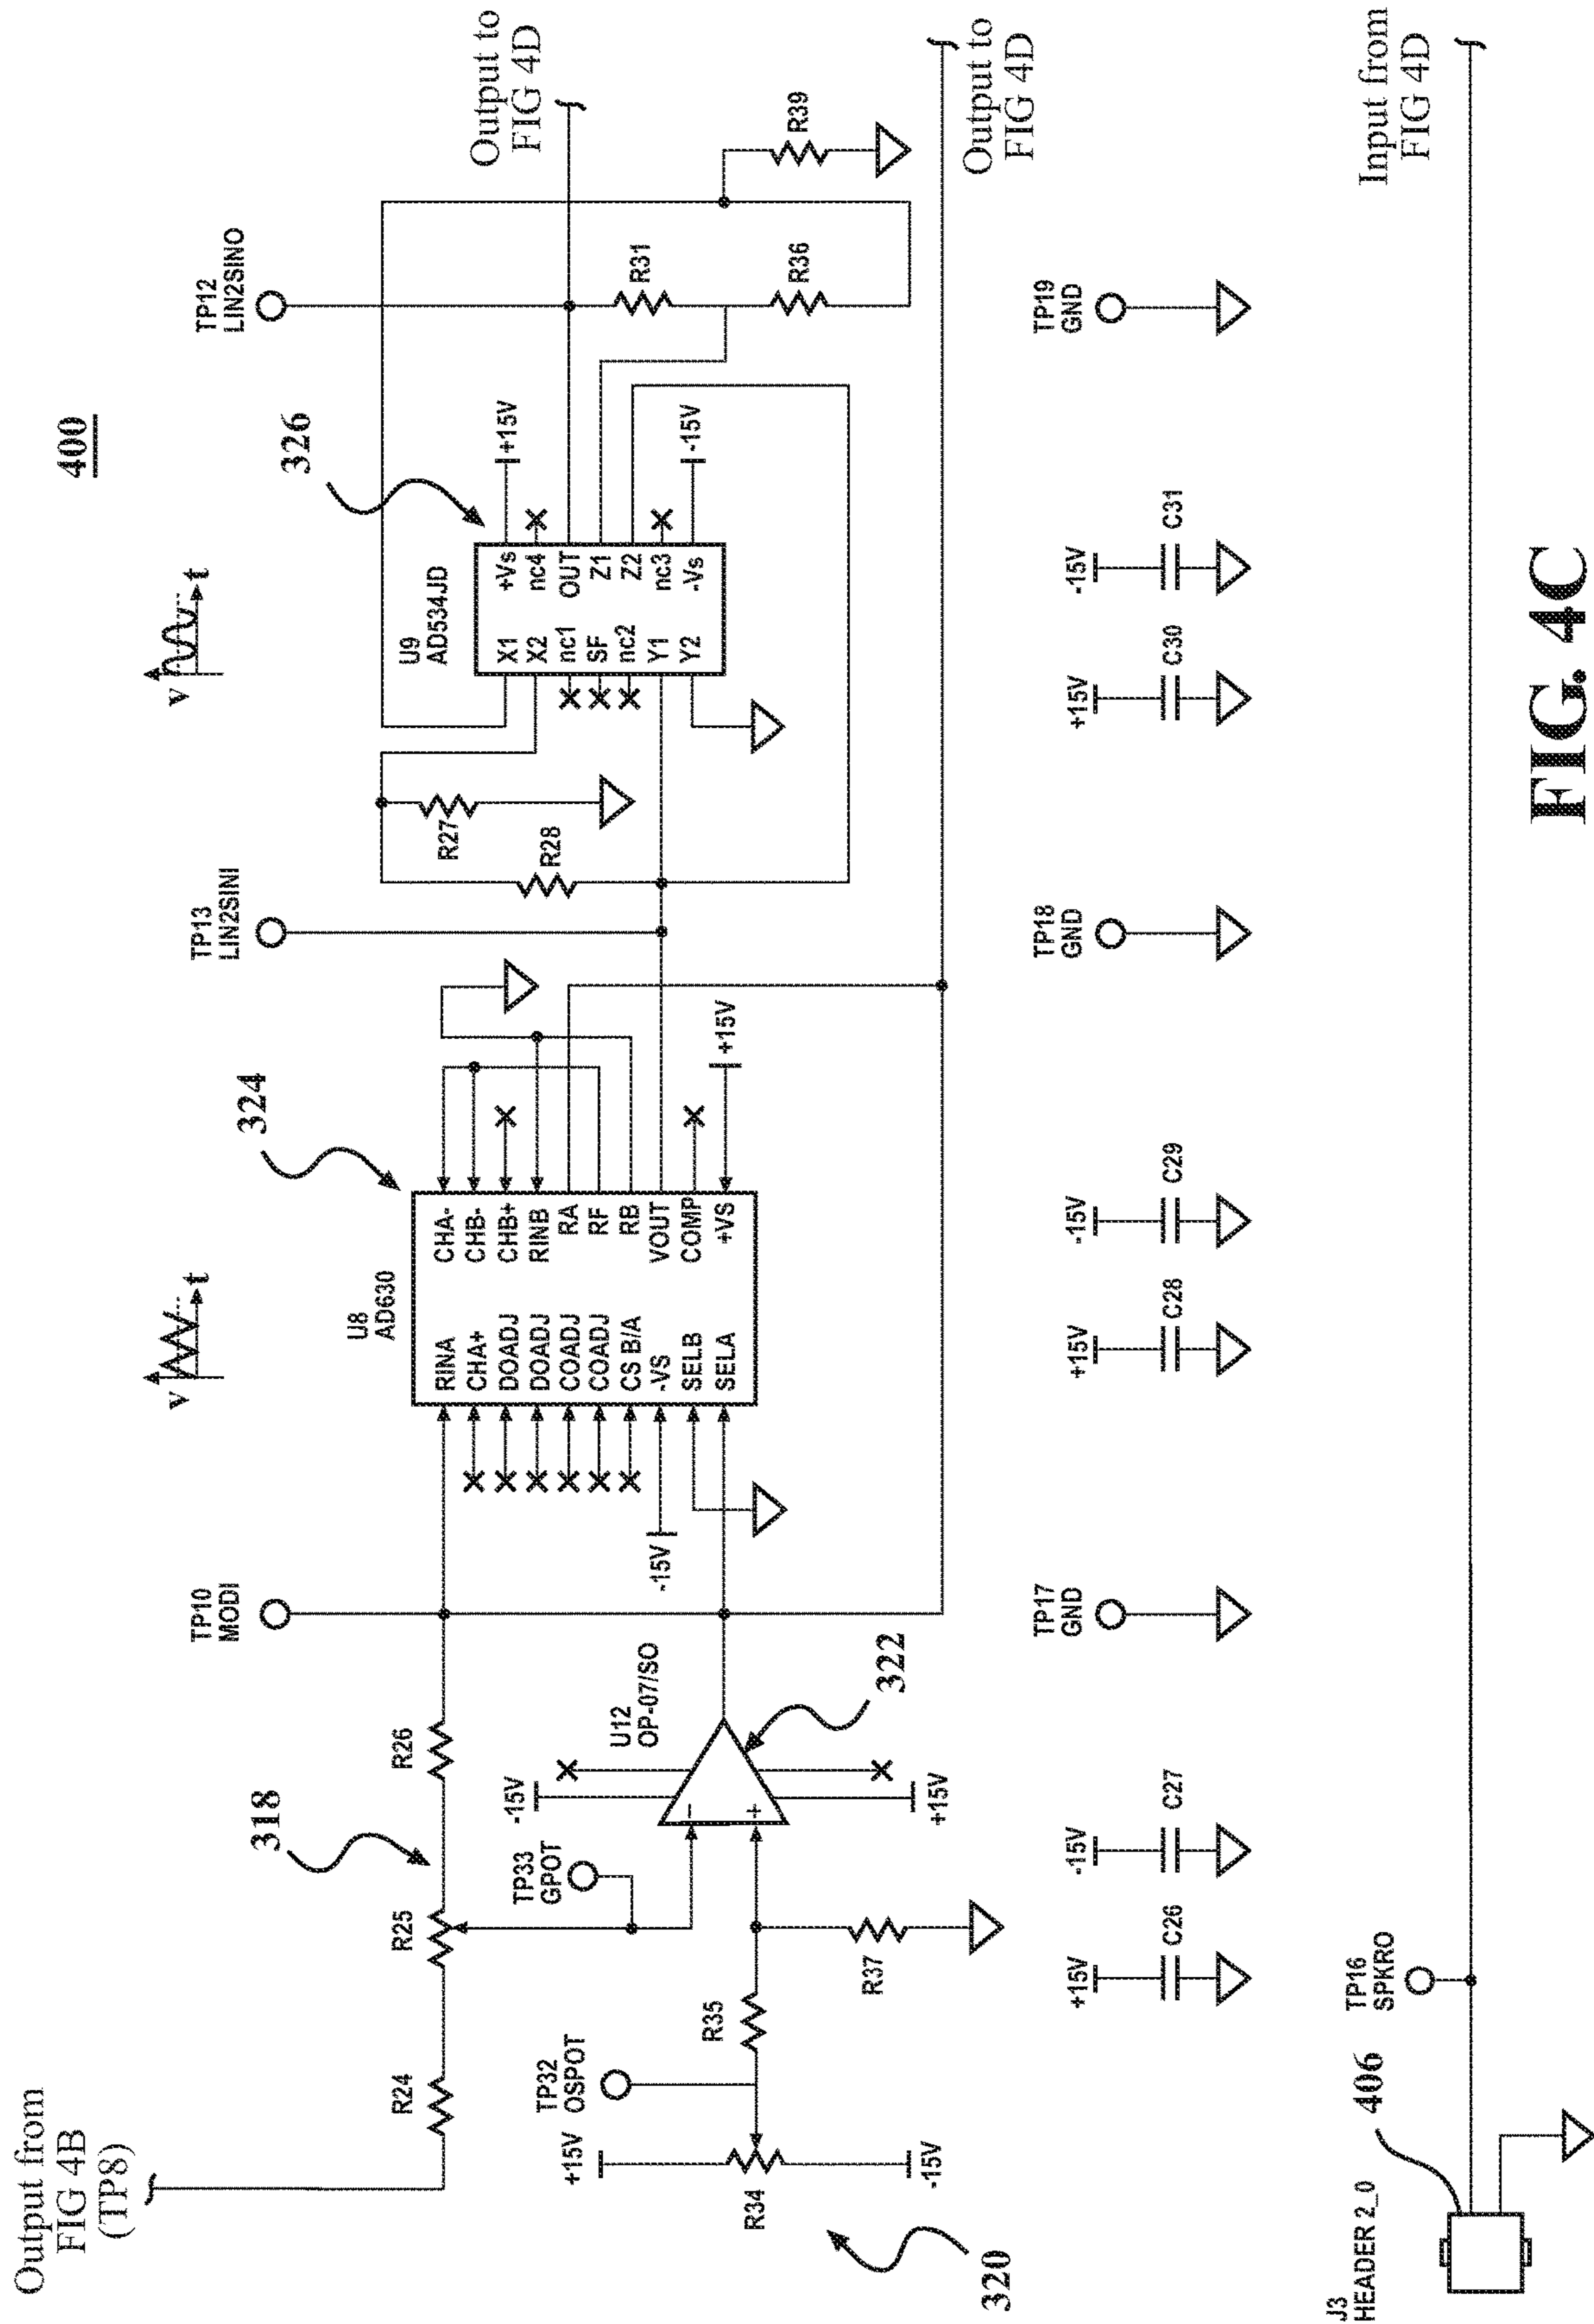 400
Output from
FIG 4B
(TP8)
R24
R25
318
R26
TP10
MODI
V
t
U8
AD630
324
RINA
CHA+
DOADJ
DOADJ
COADJ
COADJ
CS B/A
-VS
SELB
SELA
CHA-
CHB-
CHB+
RINB
RA
RF
RB
VOUT
COMP
+VS
-15V
+15V
TP13
LIN2SINI
R28
R27
V
t
U9
AD534JD
326
X1
X2
nc1
SF
nc2
Y1
Y2
+Vs
nc4
OUT
Z1
Z2
nc3
-Vs
+15V
-15V
TP12
LIN2SINO
R31
R36
R39
Output to
FIG 4D
Output to
FIG 4D
320
+15V
R34
-15V
TP32
OSPOT
R35
R37
TP33
GPOT
-15V
U12
OP-07/SO
-
+
+15V
322
+15V
C26
-15V
C27
TP17
GND
+15V
C28
-15V
C29
TP18
GND
+15V
C30
-15V
C31
TP19
GND
J3
HEADER 2_0
406
TP16
SPKRO
Input from
FIG 4D
FIG. 4C